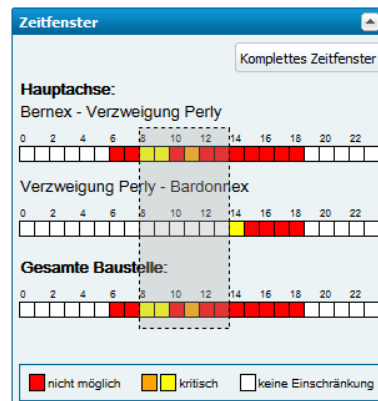 Zeitfenster
Komplettes Zeitfenster
Hauptachse:
Bernex - Verzweigung Perly
0 2 4 6 8 10 12 14 16 18 20 22
Verzweigung Perly - Bardonnex
0 2 4 6 8 10 12 14 16 18 20 22
Gesamte Baustelle:
0 2 4 6 8 10 12 14 16 18 20 22
nicht möglich kritisch keine Einschränkung